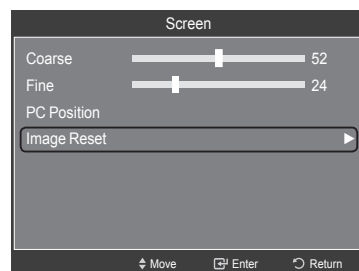 Screen
Coarse 52
Fine 24
PC Position
Image Reset
Move Enter Return